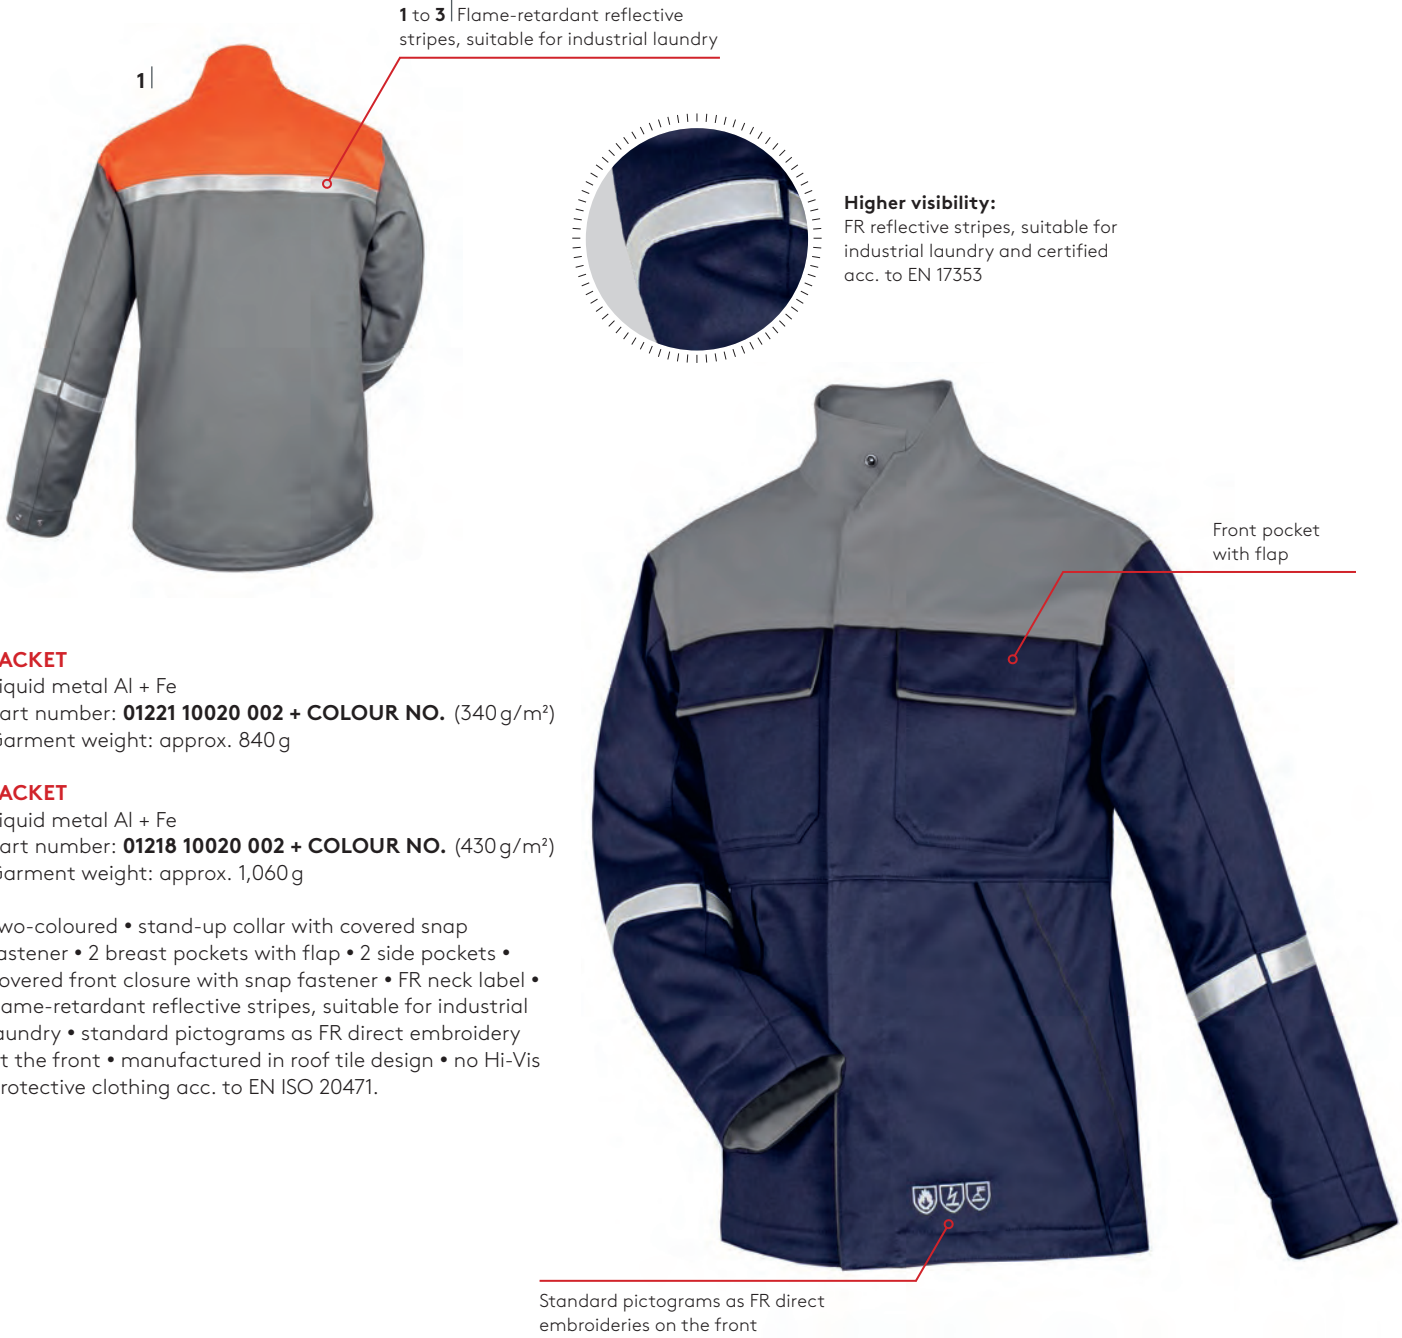 1 to 3 | Flame-retardant reflective
stripes, suitable for industrial laundry
1|
Higher visibility:
FR reflective stripes, suitable for
industrial laundry and certified
acc. to EN 17353
Front pocket
with flap
ACKET
iquid metal Al + Fe
art number: 01221 10020 002 + COLOUR NO. (340 g/m²)
Garment weight: approx. 840 g
ACKET
iquid metal Al + Fe
art number: 01218 10020 002 + COLOUR NO. (430 g/m²)
Garment weight: approx. 1,060 g
wo-coloured • stand-up collar with covered snap
astener • 2 breast pockets with flap • 2 side pockets •
overed front closure with snap fastener • FR neck label •
lame-retardant reflective stripes, suitable for industrial
aundry • standard pictograms as FR direct embroidery
t the front • manufactured in roof tile design • no Hi-Vis
rotective clothing acc. to EN ISO 20471.
Standard pictograms as FR direct
embroideries on the front